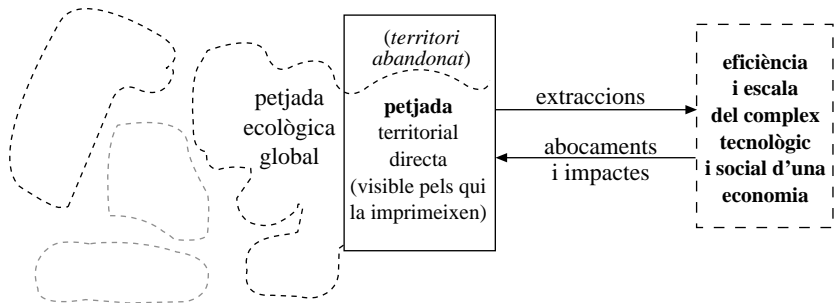 (territori
abandonat)
petjada
ecològica
global
petjada
territorial
directa
(visible pels qui
la imprimeixen)
extraccions
abocaments
i impactes
eficiència
i escala
del complex
tecnològic
i social d'una
economia